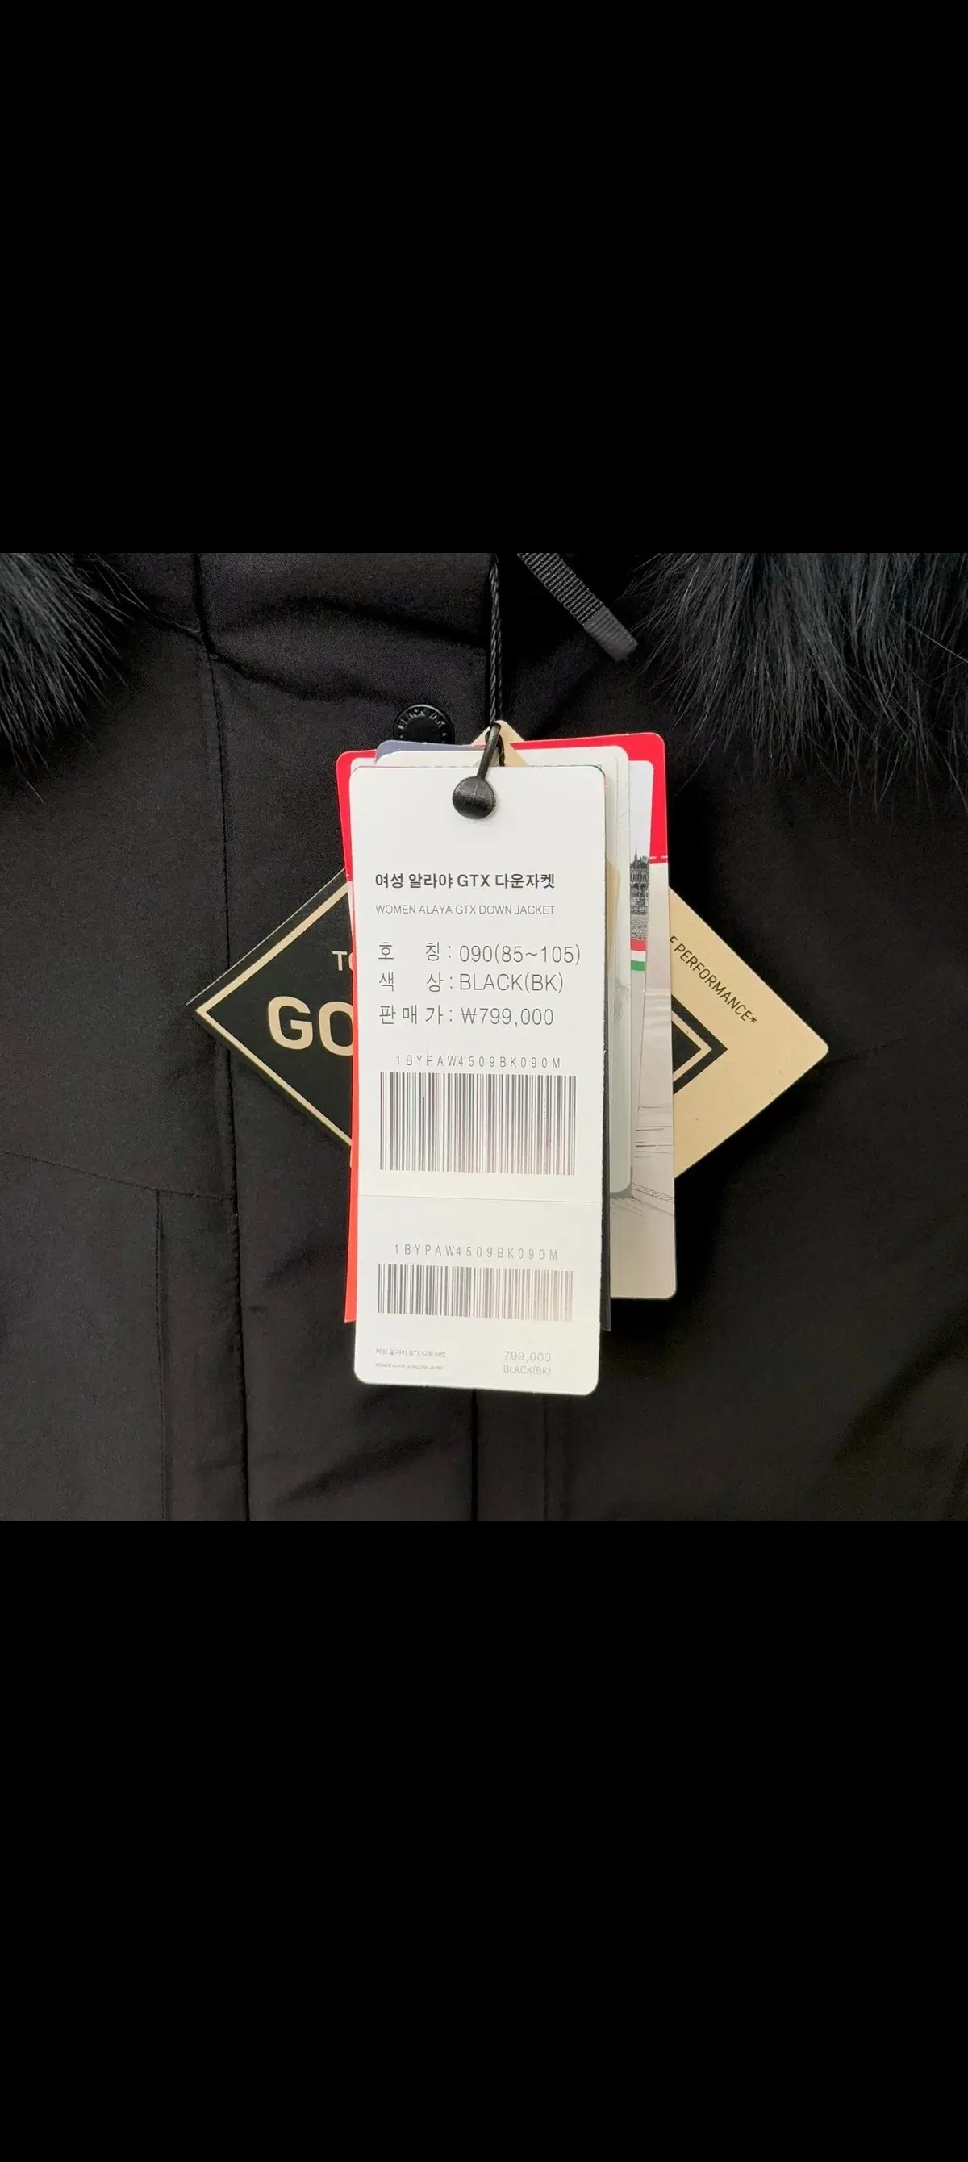 여성 알라야 GTX 다운자켓
WOMEN ALAYA GTX DOWN JACKET
호 칭 : 090(85~105)
색 상 : BLACK(BK)
판 매 가 : ₩799,000
1BYPAW4509BK090M
1BYPAW4509BK090M
799,000
BLACK(BK)
GO
PERFORMANCE*